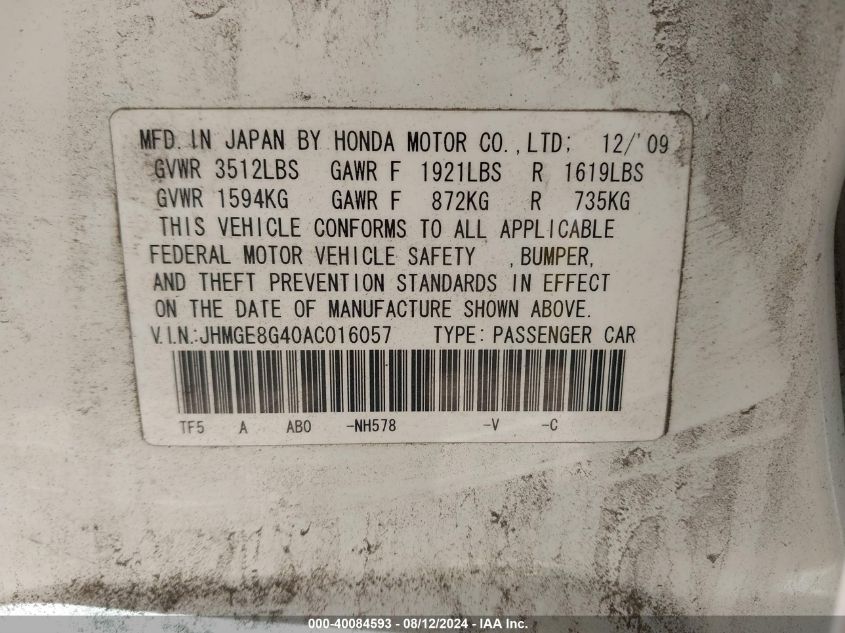 MFD. IN JAPAN BY HONDA MOTOR CO.,LTD; 12/'09
GVWR 3512LBS GAWR F 1921LBS R 1619LBS
GVWR 1594KG GAWR F 872KG R 735KG
THIS VEHICLE CONFORMS TO ALL APPLICABLE
FEDERAL MOTOR VEHICLE SAFETY ,BUMPER,
AND THEFT PREVENTION STANDARDS IN EFFECT
ON THE DATE OF MANUFACTURE SHOWN ABOVE.
V.I.N.:JHMGE8G40AC016057 TYPE: PASSENGER CAR
TF5 A AB0 -NH578 -V -C
000-40084593 - 08/12/2024 - IAA Inc.